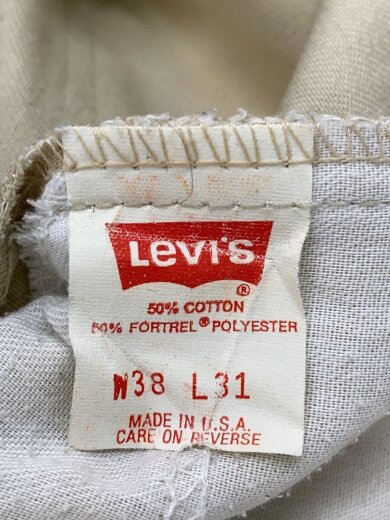 Levi's
®
50% COTTON
50% FORTREL® POLYESTER
W38 L31
MADE IN U.S.A.
CARE ON REVERSE